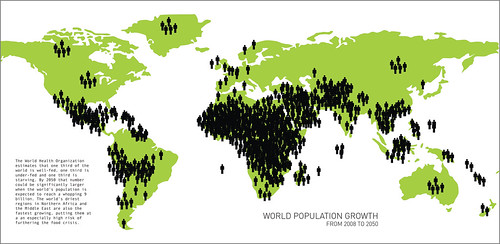 The World Health Organization
estimates that one third of the
world is well-fed, one third is
under-fed and one third is
starving. By 2050 that number
could be significantly larger
when the world's population is
expected to reach a whopping 9
billion. The world's driest
regions in Northern Africa and
the Middle East are also the
fastest growing, putting them at
a an especially high risk of
furthering the food crisis.
WORLD POPULATION GROWTH
FROM 2008 TO 2050